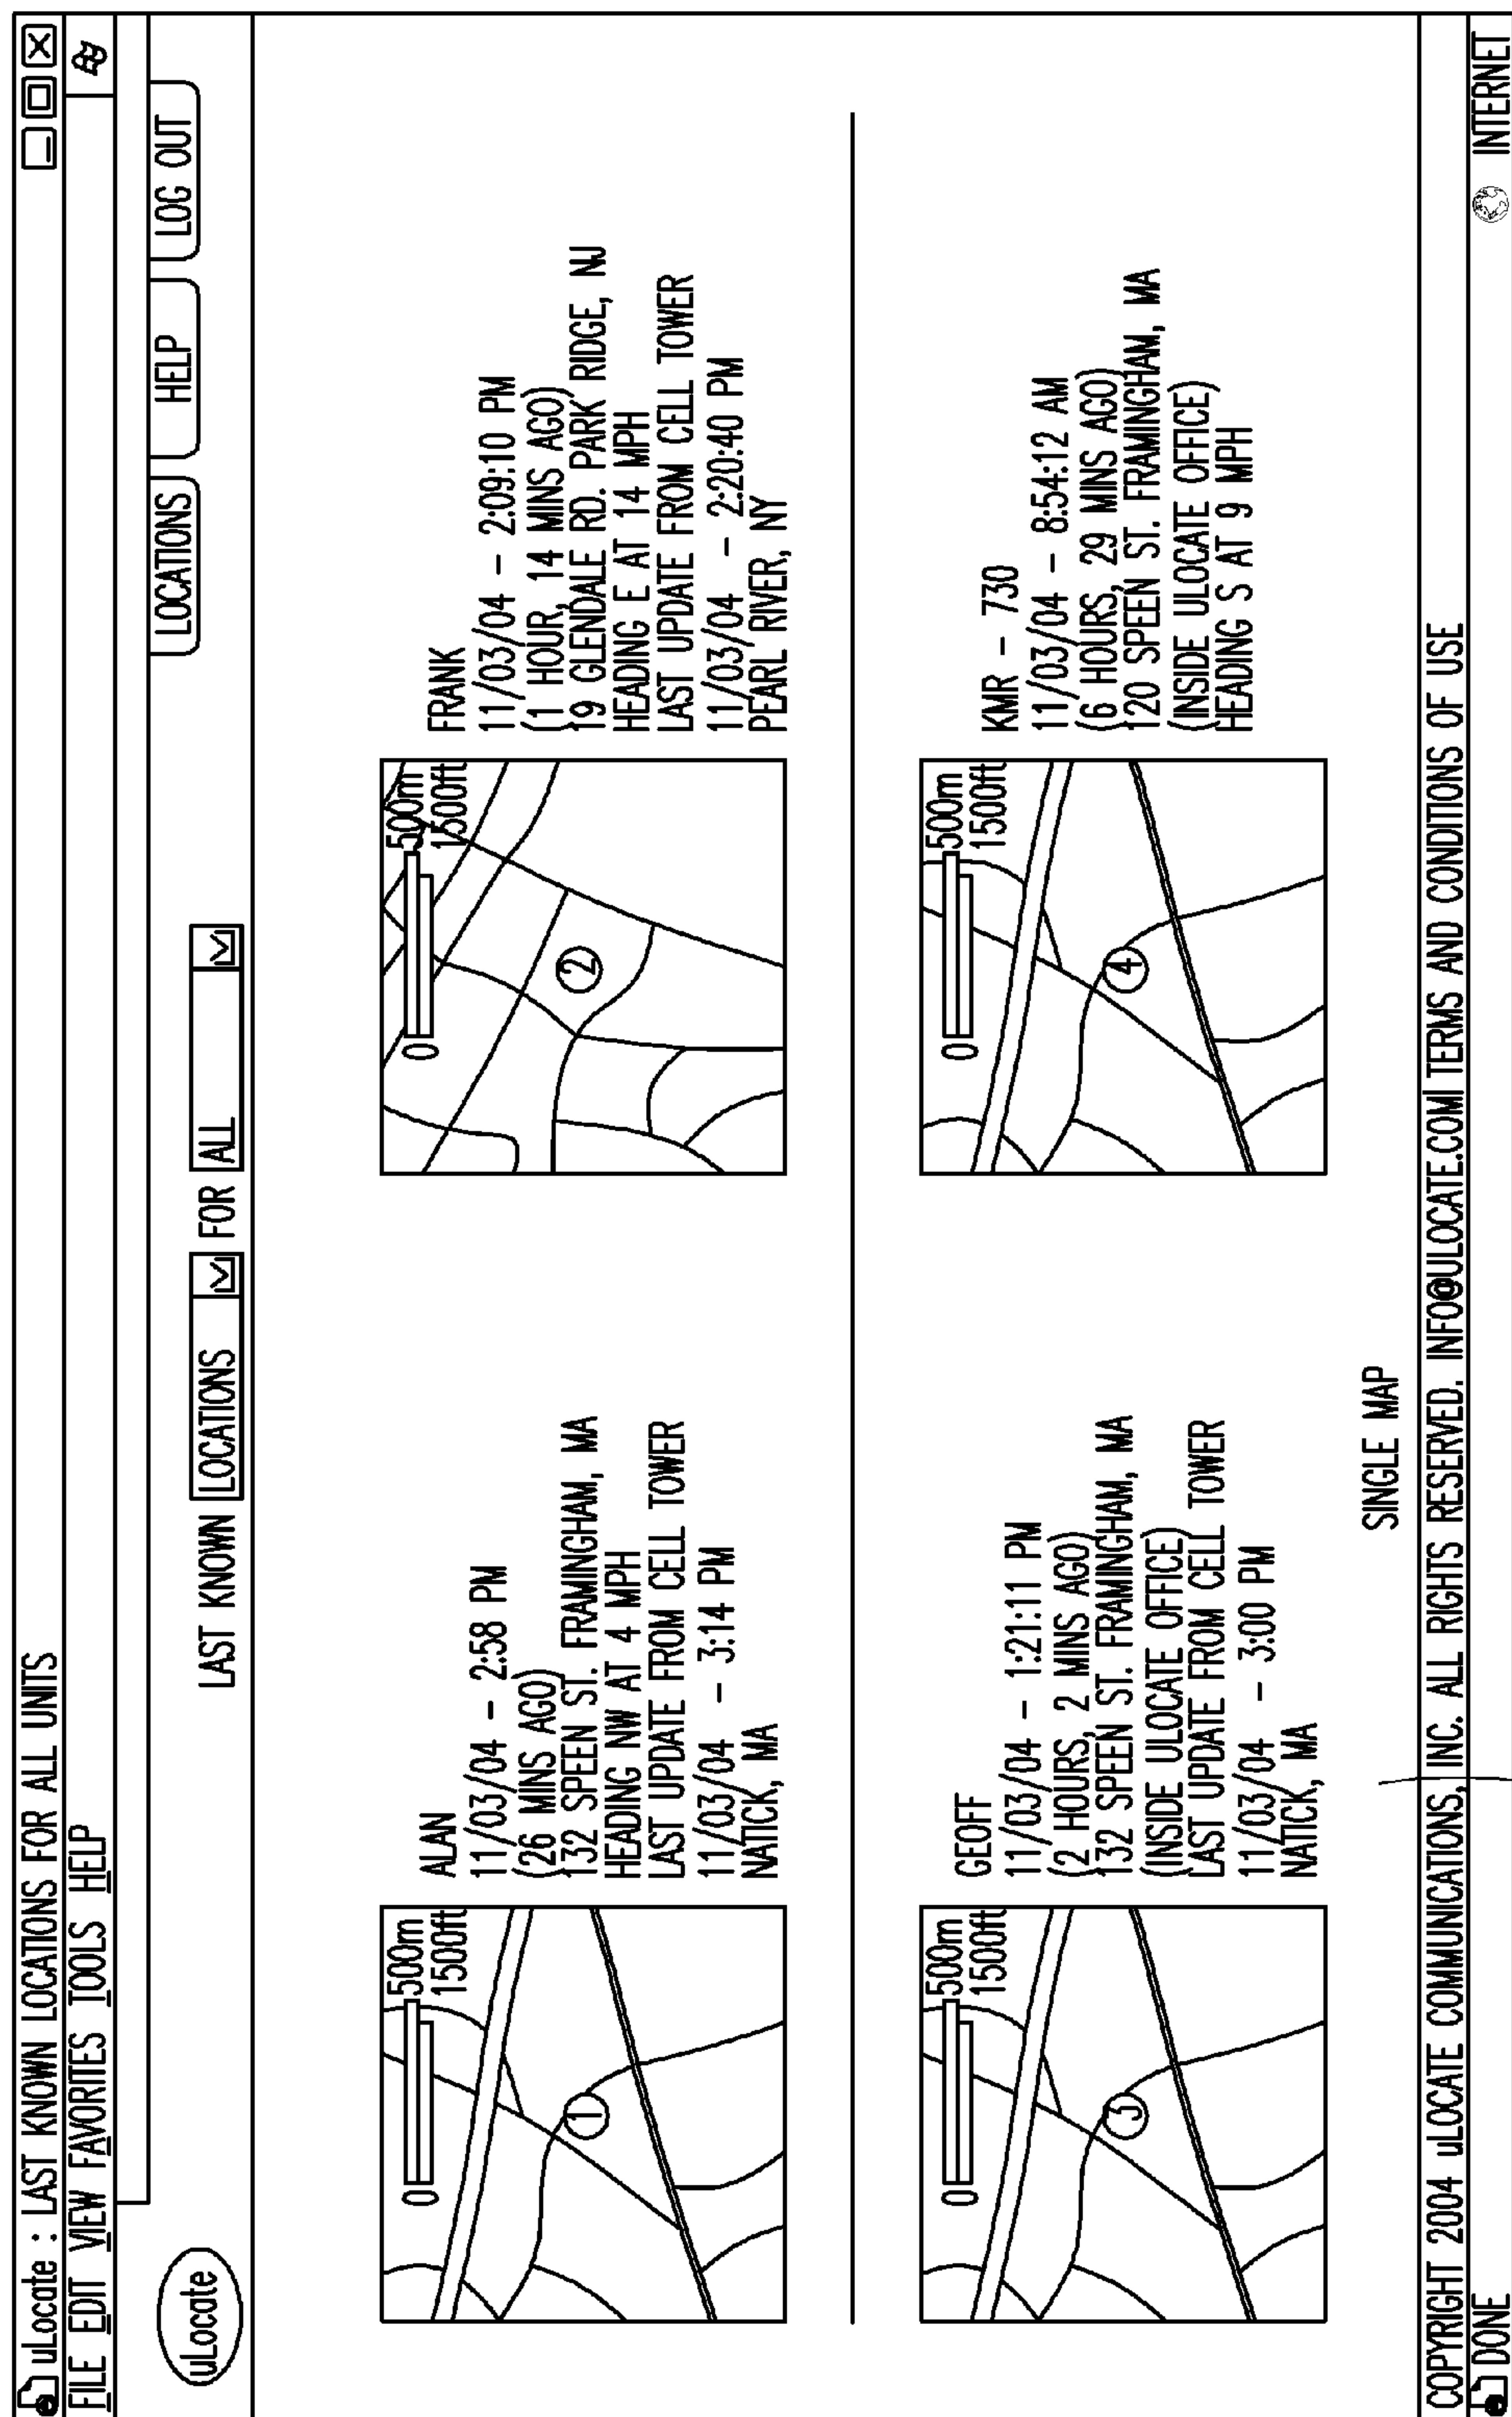 uLocate : LAST KNOWN LOCATIONS FOR ALL UNITS
FILE EDIT VIEW FAVORITES TOOLS HELP
uLocate
LOCATIONS
HELP
LOG OUT
LAST KNOWN LOCATIONS FOR ALL
0 500m
1500ft
1
ALAN
11/03/04 - 2:58 PM
(26 MINS AGO)
132 SPEEN ST. FRAMINGHAM, MA
HEADING NW AT 4 MPH
LAST UPDATE FROM CELL TOWER
11/03/04 - 3:14 PM
NATICK, MA
0 500m
1500ft
2
FRANK
11/03/04 - 2:09:10 PM
(1 HOUR, 14 MINS AGO)
19 GLENDALE RD. PARK RIDGE, NJ
HEADING E AT 14 MPH
LAST UPDATE FROM CELL TOWER
11/03/04 - 2:20:40 PM
PEARL RIVER, NY
0 500m
1500ft
3
GEOFF
11/03/04 - 1:21:11 PM
(2 HOURS, 2 MINS AGO)
132 SPEEN ST. FRAMINGHAM, MA
(INSIDE ULOCATE OFFICE)
LAST UPDATE FROM CELL TOWER
11/03/04 - 3:00 PM
NATICK, MA
0 500m
1500ft
4
KMR - 730
11/03/04 - 8:54:12 AM
(6 HOURS, 29 MINS AGO)
120 SPEEN ST. FRAMINGHAM, MA
(INSIDE ULOCATE OFFICE)
HEADING S AT 9 MPH
SINGLE MAP
COPYRIGHT 2004 uLOCATE COMMUNICATIONS, INC. ALL RIGHTS RESERVED. INFO@ULOCATE.COM| TERMS AND CONDITIONS OF USE
DONE
INTERNET